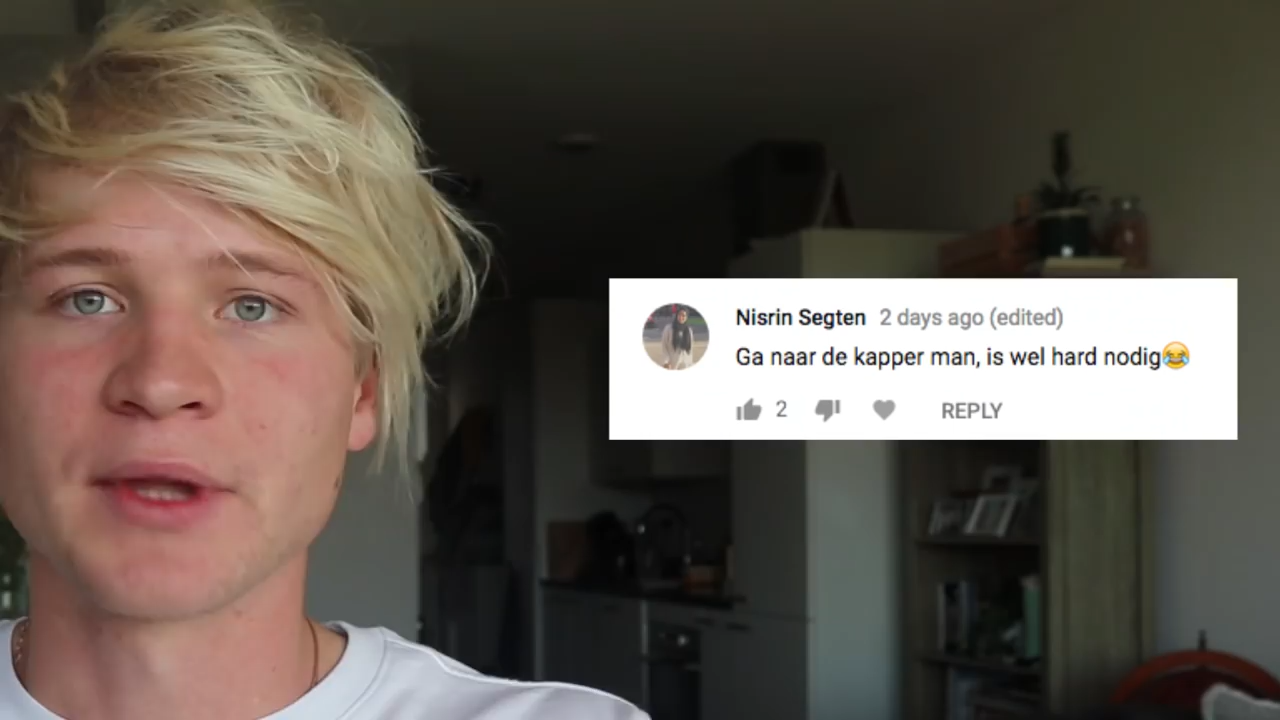 Nisrin Segten 2 days ago (edited)
Ga naar de kapper man, is wel hard nodig😂
2 REPLY